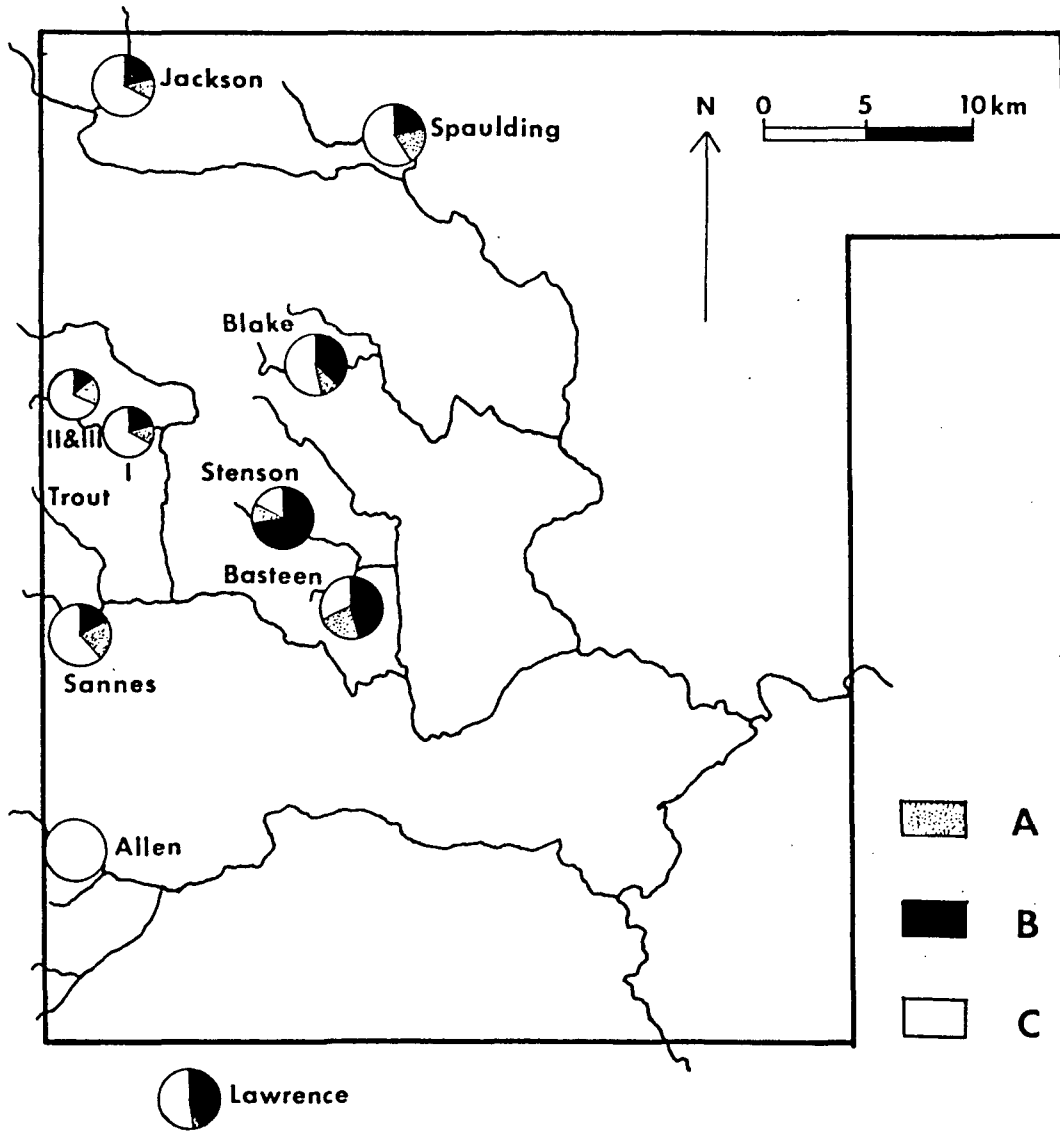 Jackson
Spaulding
N
0 5 10 km
Blake
II&III
I
Trout
Stenson
Basteen
Sannes
Allen
A
B
C
Lawrence